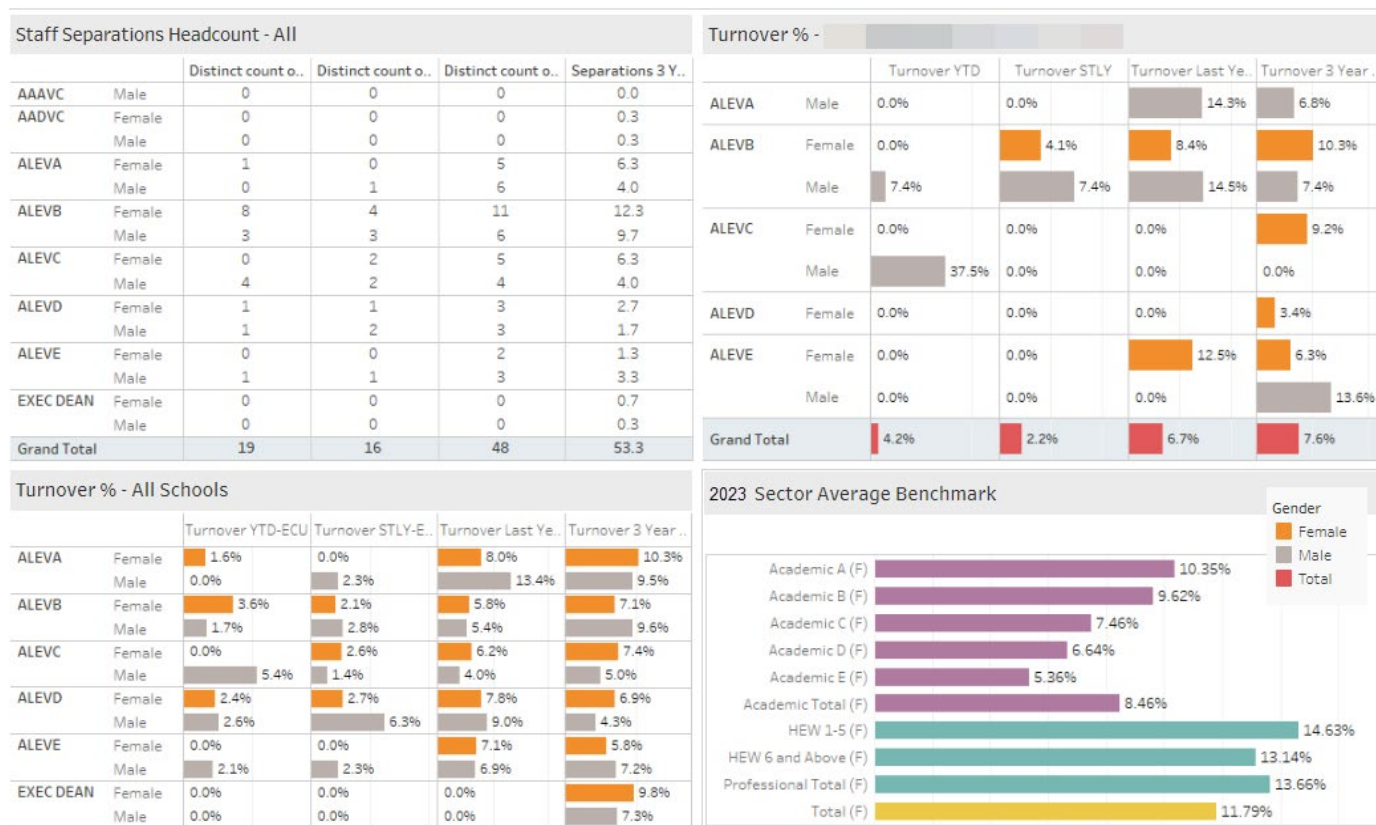 Staff Separations Headcount - All
Distinct count o.. Distinct count o.. Distinct count o.. Separations 3 Y..
AAAVC Male 0 0 0 0.0
AADVC Female 0 0 0 0.3
Male 0 0 0 0.3
ALEVA Female 1 0 5 6.3
Male 0 1 6 4.0
ALEVB Female 8 4 11 12.3
Male 3 3 6 9.7
ALEVC Female 0 2 5 6.3
Male 4 2 4 4.0
ALEVD Female 1 1 3 2.7
Male 1 2 3 1.7
ALEVE Female 0 0 2 1.3
Male 1 1 3 3.3
EXEC DEAN Female 0 0 0 0.7
Male 0 0 0 0.3
Grand Total 19 16 48 53.3
Turnover % -
Turnover YTD Turnover STLY Turnover Last Ye.. Turnover 3 Year ..
ALEVA Male 0.0% 0.0% 14.3% 6.8%
ALEVB Female 0.0% 4.1% 8.4% 10.3%
Male 7.4% 7.4% 14.5% 7.4%
ALEVC Female 0.0% 0.0% 0.0% 9.2%
Male 37.5% 0.0% 0.0% 0.0%
ALEVD Female 0.0% 0.0% 0.0% 3.4%
ALEVE Female 0.0% 0.0% 12.5% 6.3%
Male 0.0% 0.0% 0.0% 13.6%
Grand Total 4.2% 2.2% 6.7% 7.6%
Turnover % - All Schools
Turnover YTD-ECU Turnover STLY-E.. Turnover Last Ye.. Turnover 3 Year ..
ALEVA Female 1.6% 0.0% 8.0% 10.3%
Male 0.0% 2.3% 13.4% 9.5%
ALEVB Female 3.6% 2.1% 5.8% 7.1%
Male 1.7% 2.8% 5.4% 9.6%
ALEVC Female 0.0% 2.6% 6.2% 7.4%
Male 5.4% 1.4% 4.0% 5.0%
ALEVD Female 2.4% 2.7% 7.8% 6.9%
Male 2.6% 6.3% 9.0% 4.3%
ALEVE Female 0.0% 0.0% 7.1% 5.8%
Male 2.1% 2.3% 6.9% 7.2%
EXEC DEAN Female 0.0% 0.0% 0.0% 9.8%
Male 0.0% 0.0% 0.0% 7.3%
2023 Sector Average Benchmark
Gender
Female
Male
Total
Academic A (F) 10.35%
Academic B (F) 9.62%
Academic C (F) 7.46%
Academic D (F) 6.64%
Academic E (F) 5.36%
Academic Total (F) 8.46%
HEW 1-5 (F) 14.63%
HEW 6 and Above (F) 13.14%
Professional Total (F) 13.66%
Total (F) 11.79%